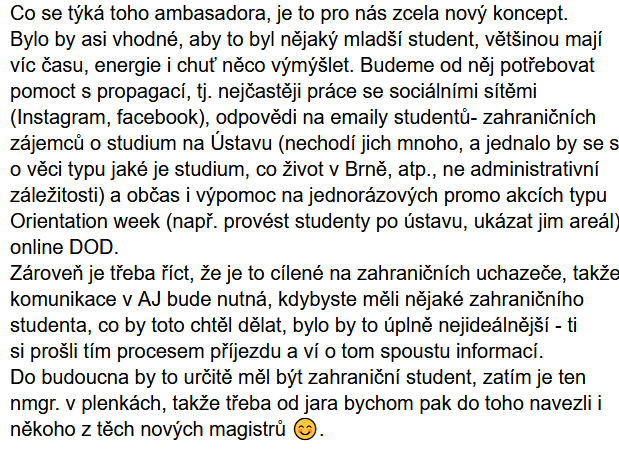 Co se týká toho ambasadora, je to pro nás zcela nový koncept.
Bylo by asi vhodné, aby to byl nějaký mladší student, většinou mají
víc času, energie i chuť něco výmýšlet. Budeme od něj potřebovat
pomoct s propagací, tj. nejčastěji práce se sociálními sítěmi
(Instagram, facebook), odpovědi na emaily studentů- zahraničních
zájemců o studium na Ústavu (nechodí jich mnoho, a jednalo by se s
o věci typu jaké je studium, co život v Brně, atp., ne administrativní
záležitosti) a občas i výpomoc na jednorázových promo akcích typu
Orientation week (např. provést studenty po ústavu, ukázat jim areál)
online DOD.
Zároveň je třeba říct, že je to cílené na zahraničních uchazeče, takže
komunikace v AJ bude nutná, kdybyste měli nějaké zahraničního
studenta, co by toto chtěl dělat, bylo by to úplně nejideálnější - ti
si prošli tím procesem příjezdu a ví o tom spoustu informací.
Do budoucna by to určitě měl být zahraniční student, zatím je ten
nmgr. v plenkách, takže třeba od jara bychom pak do toho navezli i
někoho z těch nových magistrů 😊.